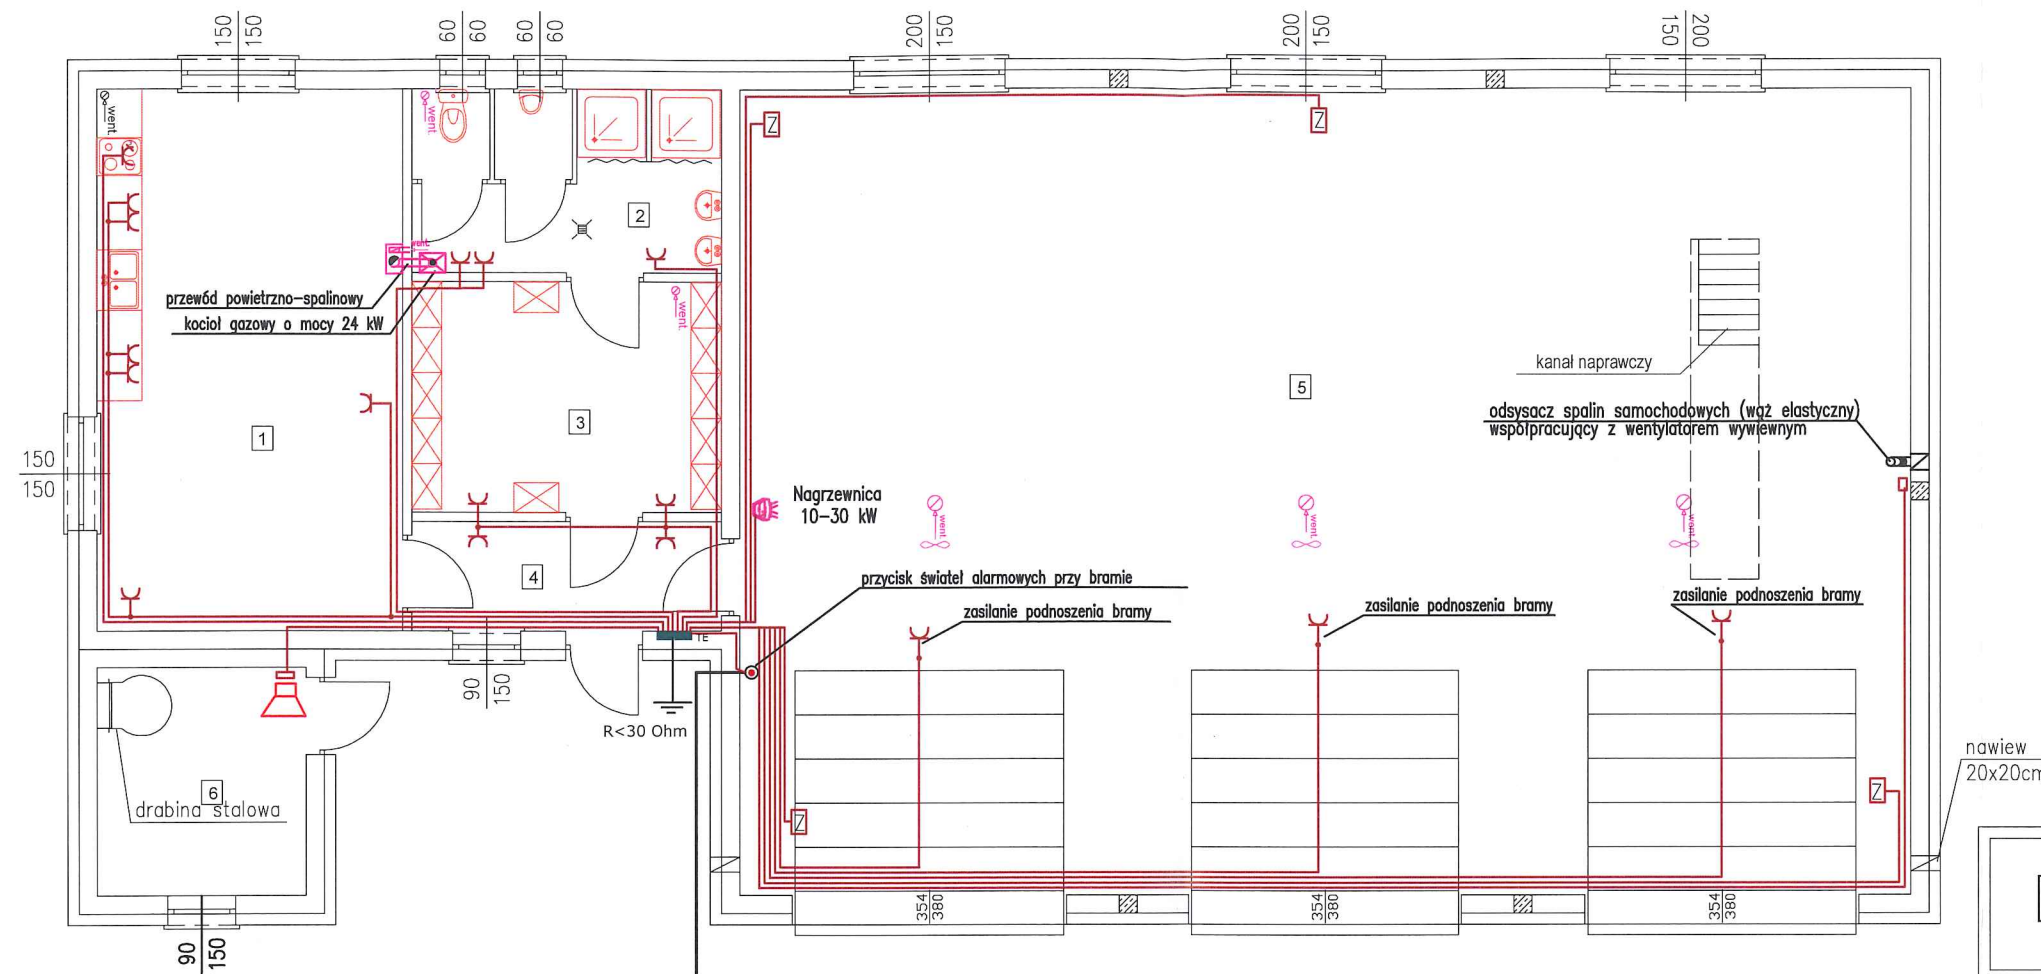 150
150
60
60
60
60
200
150
207
150
150
200
went.
went.
Z
Z
2
went.
przewód powietrzno-spalinowy
kocioł gazowy o mocy 24 kW
went.
kanał naprawczy
5
odsysacz spalin samochodowych (wąż elastyczny)
współpracujący z wentylatorem wywiewnym
3
1
150
150
Nagrzewnica
10-30 kW
went.
went.
went.
4
przycisk świateł alarmowych przy bramie
zasilanie podnoszenia bramy
zasilanie podnoszenia bramy
zasilanie podnoszenia bramy
TE
90
150
R<30 Ohm
nawiew
20x20cm
6
drabina stalowa
Z
Z
354
380
354
380
354
380
90
150